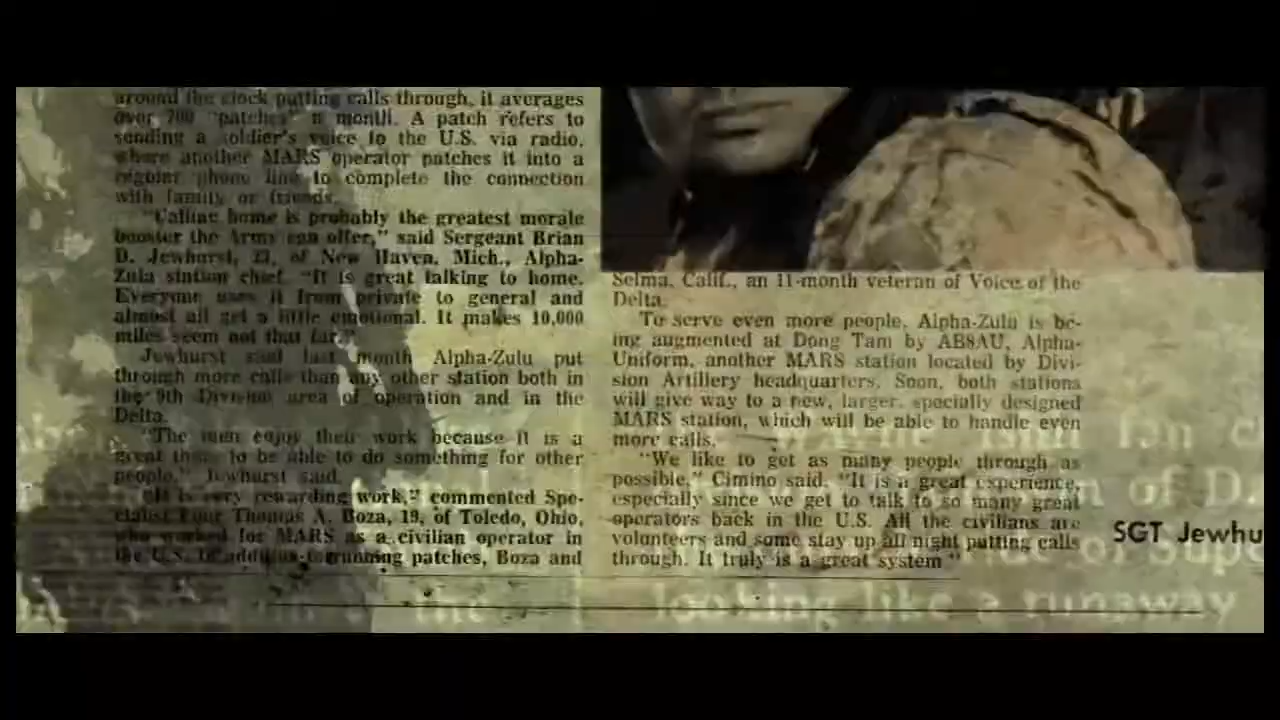 around the clock putting calls through, it averages
over 700 "patches" a month. A patch refers to
sending a soldier's voice to the U.S. via radio,
where another MARS operator patches it into a
regular phone line to complete the connection
with family or friends.
"Calling home is probably the greatest morale
booster the Army can offer," said Sergeant Brian
D. Jewhurst, 23, of New Haven, Mich., Alpha-
Zulu station chief. "It is great talking to home.
Everyone uses it from private to general and
almost all get a little emotional. It makes 10,000
miles seem not that far."
Jewhurst said last month Alpha-Zulu put
through more calls than any other station both in
the 9th Division area of operation and in the
Delta.
"The men enjoy their work because it is a
great thing to be able to do something for other
people," Jewhurst said.
"It is very rewarding work," commented Spe-
cialist Four Thomas A. Boza, 19, of Toledo, Ohio,
who worked for MARS as a civilian operator in
the U.S. In addition to running patches, Boza and
Selma, Calif., an 11-month veteran of Voice of the
Delta.
To serve even more people, Alpha-Zulu is be-
ing augmented at Dong Tam by AB8AU, Alpha-
Uniform, another MARS station located by Divi-
sion Artillery headquarters. Soon, both stations
will give way to a new, larger, specially designed
MARS station, which will be able to handle even
more calls.
"We like to get as many people through as
possible," Cimino said. "It is a great experience,
especially since we get to talk to so many great
operators back in the U.S. All the civilians are
volunteers and some stay up all night putting calls
through. It truly is a great system"
SGT Jewhu
of D.
of Supp
looking like a runaway